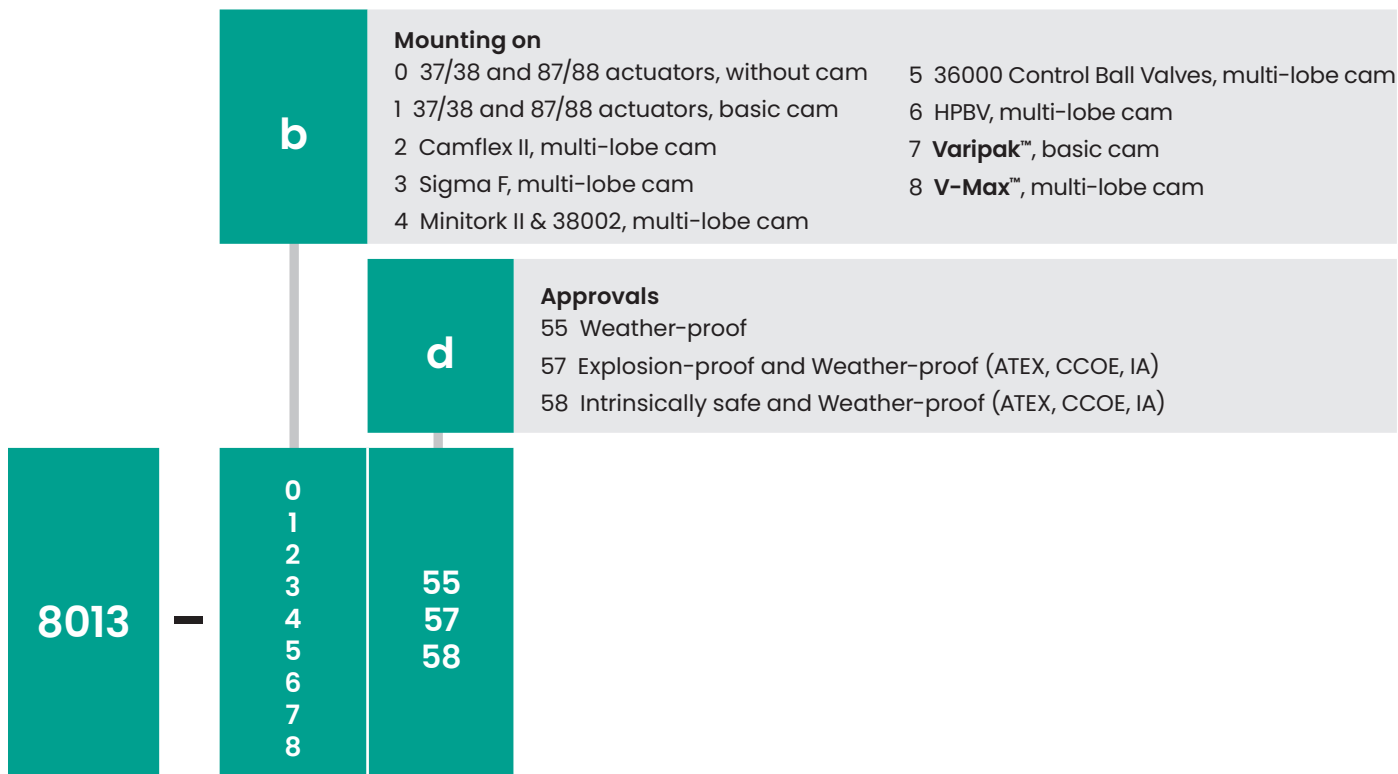 b
Mounting on
0 37/38 and 87/88 actuators, without cam
1 37/38 and 87/88 actuators, basic cam
2 Camflex II, multi-lobe cam
3 Sigma F, multi-lobe cam
4 Minitork II & 38002, multi-lobe cam
5 36000 Control Ball Valves, multi-lobe cam
6 HPBV, multi-lobe cam
7 Varipak™, basic cam
8 V-Max™, multi-lobe cam
d
Approvals
55 Weather-proof
57 Explosion-proof and Weather-proof (ATEX, CCOE, IA)
58 Intrinsically safe and Weather-proof (ATEX, CCOE, IA)
8013
-
0
1
2
3
4
5
6
7
8
55
57
58